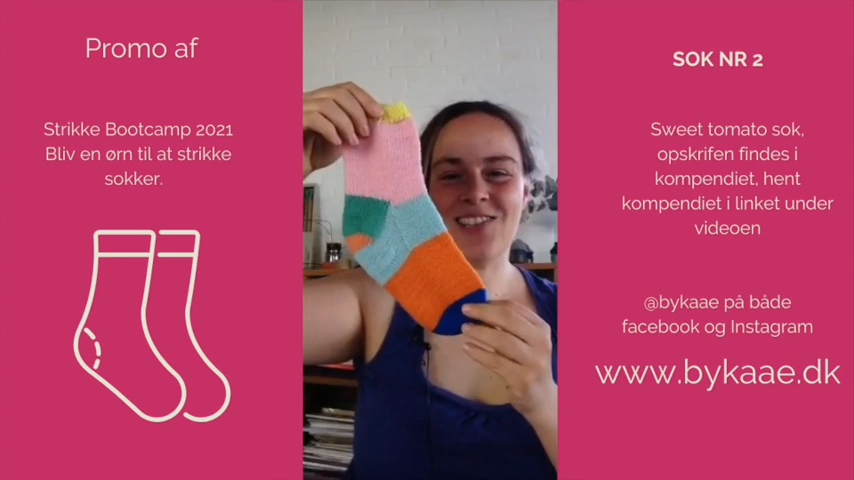 Promo af
Strikke Bootcamp 2021
Bliv en ørn til at strikke
sokker.
SOK NR 2
Sweet tomato sok,
opskrifen findes i
kompendiet, hent
kompendiet i linket under
videoen
@bykaae på både
facebook og Instagram
www.bykaae.dk